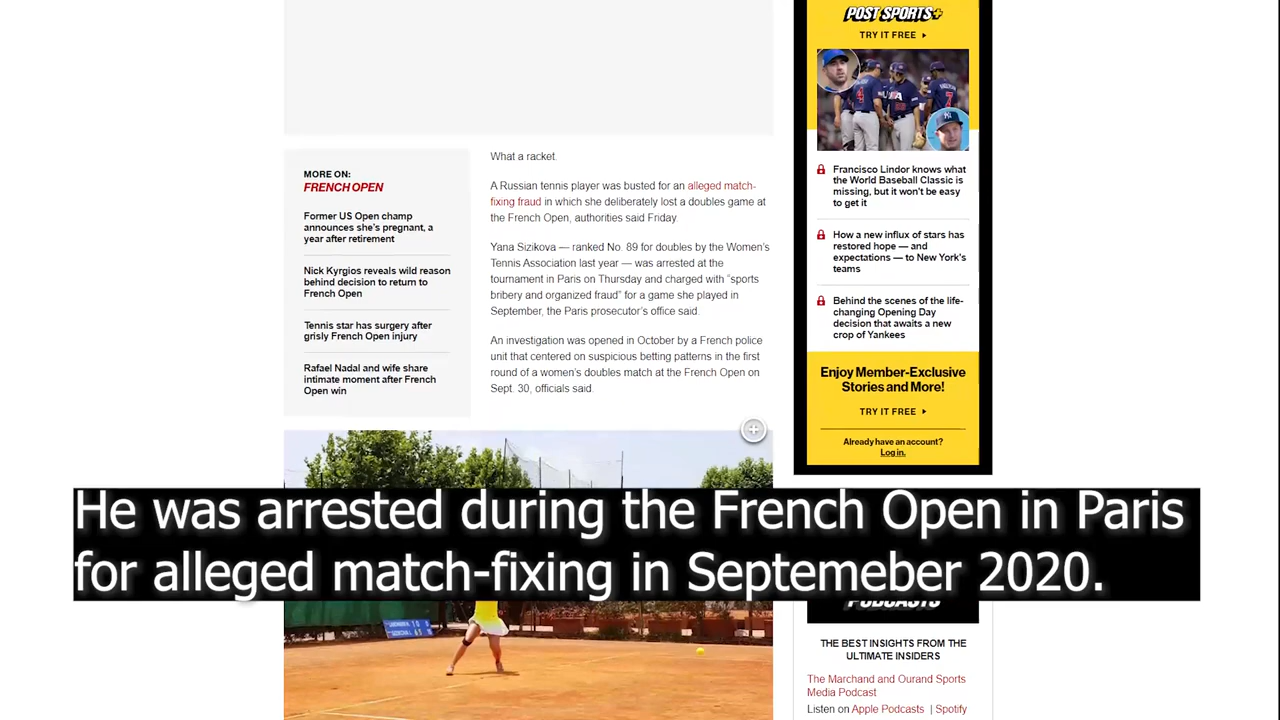 POST SPORTS+
TRY IT FREE
MORE ON:
FRENCH OPEN
Former US Open champ
announces she's pregnant, a
year after retirement
Nick Kyrgios reveals wild reason
behind decision to return to
French Open
Tennis star has surgery after
grisly French Open injury
Rafael Nadal and wife share
intimate moment after French
Open win
What a racket.
A Russian tennis player was busted for an alleged match-
fixing fraud in which she deliberately lost a doubles game at
the French Open, authorities said Friday.
Yana Sizikova — ranked No. 89 for doubles by the Women's
Tennis Association last year — was arrested at the
tournament in Paris on Thursday and charged with “sports
bribery and organized fraud” for a game she played in
September, the Paris prosecutor's office said.
An investigation was opened in October by a French police
unit that centered on suspicious betting patterns in the first
round of a women's doubles match at the French Open on
Sept. 30, officials said.
Francisco Lindor knows what
the World Baseball Classic is
missing, but it won't be easy
to get it
How a new influx of stars has
restored hope — and
expectations — to New York's
teams
Behind the scenes of the life-
changing Opening Day
decision that awaits a new
crop of Yankees
Enjoy Member-Exclusive
Stories and More!
TRY IT FREE
Already have an account?
Log in.
He was arrested during the French Open in Paris
for alleged match-fixing in Septemeber 2020.
PODCASTS
THE BEST INSIGHTS FROM THE
ULTIMATE INSIDERS
The Marchand and Ourand Sports
Media Podcast
Listen on Apple Podcasts | Spotify